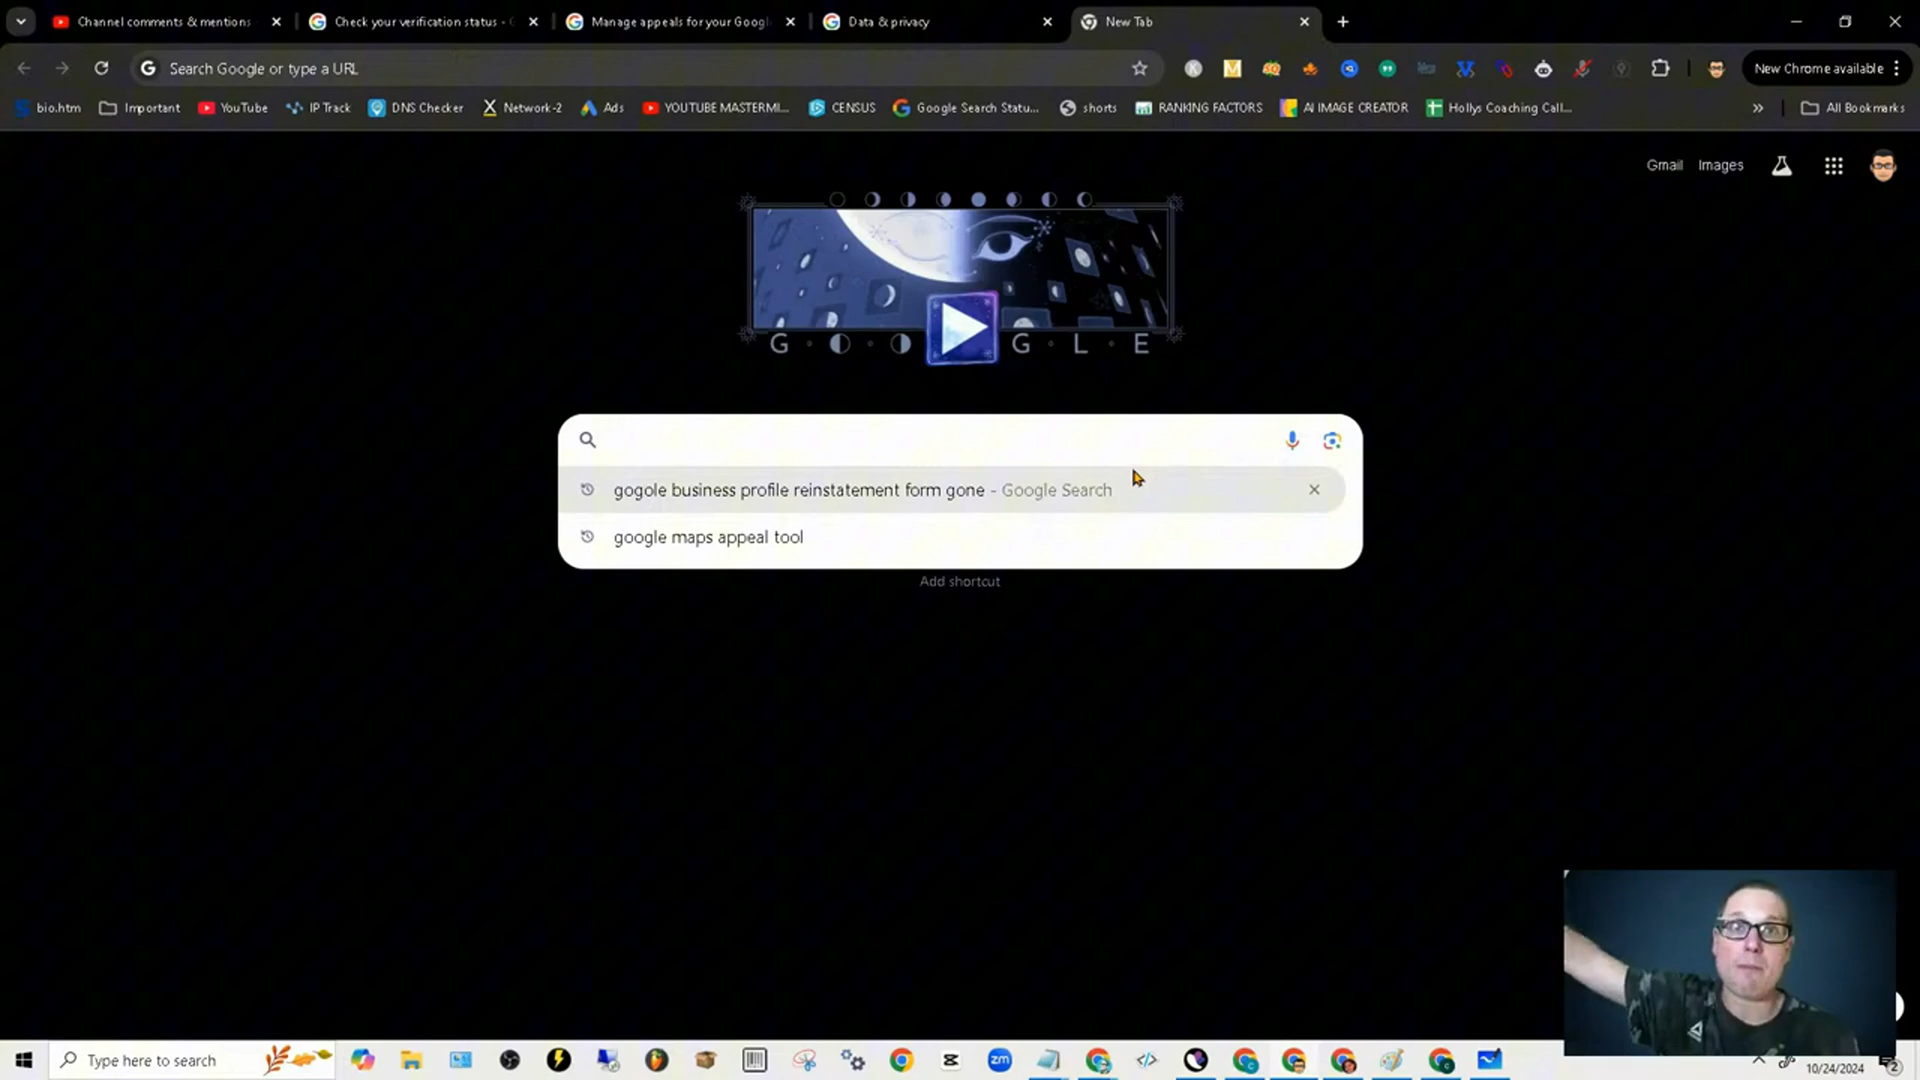 Channel comments & mentions
Check your verification status - G
Manage appeals for your Googl
Data & privacy
New Tab
Search Google or type a URL
New Chrome available
bio.htm
Important
YouTube
IP Track
DNS Checker
Network-2
Ads
YOUTUBE MASTERMI...
CENSUS
Google Search Statu...
shorts
RANKING FACTORS
AI IMAGE CREATOR
Hollys Coaching Call...
All Bookmarks
Gmail Images
G G L E
gogole business profile reinstatement form gone - Google Search
google maps appeal tool
Add shortcut
Type here to search
zm
10/24/2024
2